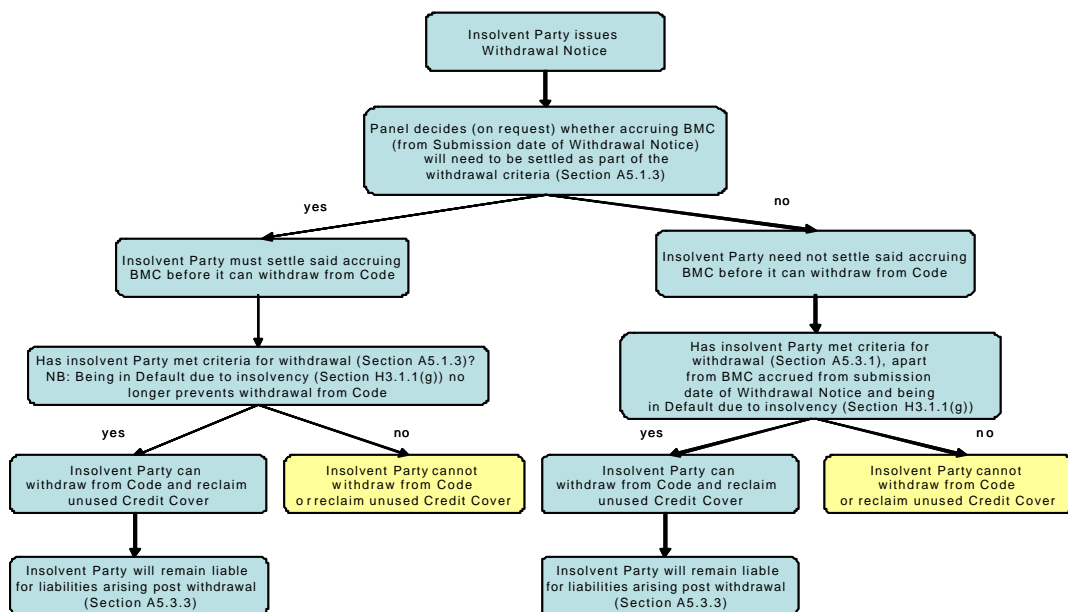 Insolvent Party issues
Withdrawal Notice
Panel decides (on request) whether accruing BMC
(from Submission date of Withdrawal Notice)
will need to be settled as part of the
withdrawal criteria (Section A5.1.3)
yes
no
Insolvent Party must settle said accruing
BMC before it can withdraw from Code
Insolvent Party need not settle said accruing
BMC before it can withdraw from Code
Has insolvent Party met criteria for withdrawal (Section A5.1.3)?
NB: Being in Default due to insolvency (Section H3.1.1(g)) no
longer prevents withdrawal from Code
Has insolvent Party met criteria for
withdrawal (Section A5.3.1), apart
from BMC accrued from submission
date of Withdrawal Notice and being
in Default due to insolvency (Section H3.1.1(g))
yes
no
yes
no
Insolvent Party can
withdraw from Code and reclaim
unused Credit Cover
Insolvent Party cannot
withdraw from Code
or reclaim unused Credit Cover
Insolvent Party can
withdraw from Code and reclaim
unused Credit Cover
Insolvent Party cannot
withdraw from Code
or reclaim unused Credit Cover
Insolvent Party will remain liable
for liabilities arising post withdrawal
(Section A5.3.3)
Insolvent Party will remain liable
for liabilities arising post withdrawal
(Section A5.3.3)